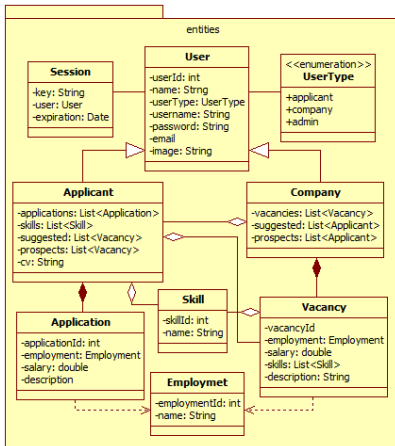 entities
User
-userId: int
-name: Strng
-userType: UserType
-username: String
-password: String
-email
-image: String
Session
-key: String
-user: User
-expiration: Date
<<enumeration>>
UserType
+applicant
+company
+admin
Applicant
-applications: List<Application>
-skills: List<Skill>
-suggested: List<Vacancy>
-prospects: List<Vacancy>
-cv: String
Company
-vacancies: List<Vacancy>
-suggested: List<Applicant>
-prospects: List<Applicant>
Skill
-skillId: int
-name: String
Application
-applicationId: int
-employment: Employment
-salary: double
-description
Vacancy
-vacancyId
-employment: Employment
-salary: double
-skills: List<Skill>
-description: String
Employmet
-employmentId: int
-name: String